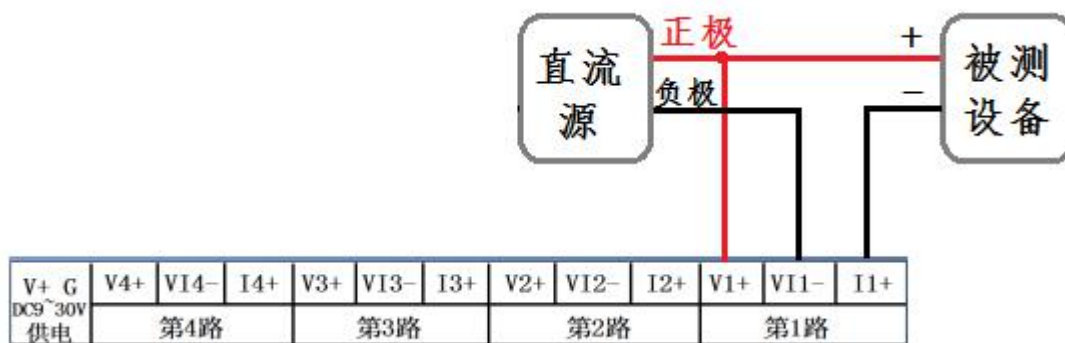 正极
+
直流
源
负极
-
被测
设备
V+ G
DC9~30V
供电
V4+ VI4- I4+ V3+ VI3- I3+ V2+ VI2- I2+ V1+ VI1- I1+
第4路 第3路 第2路 第1路